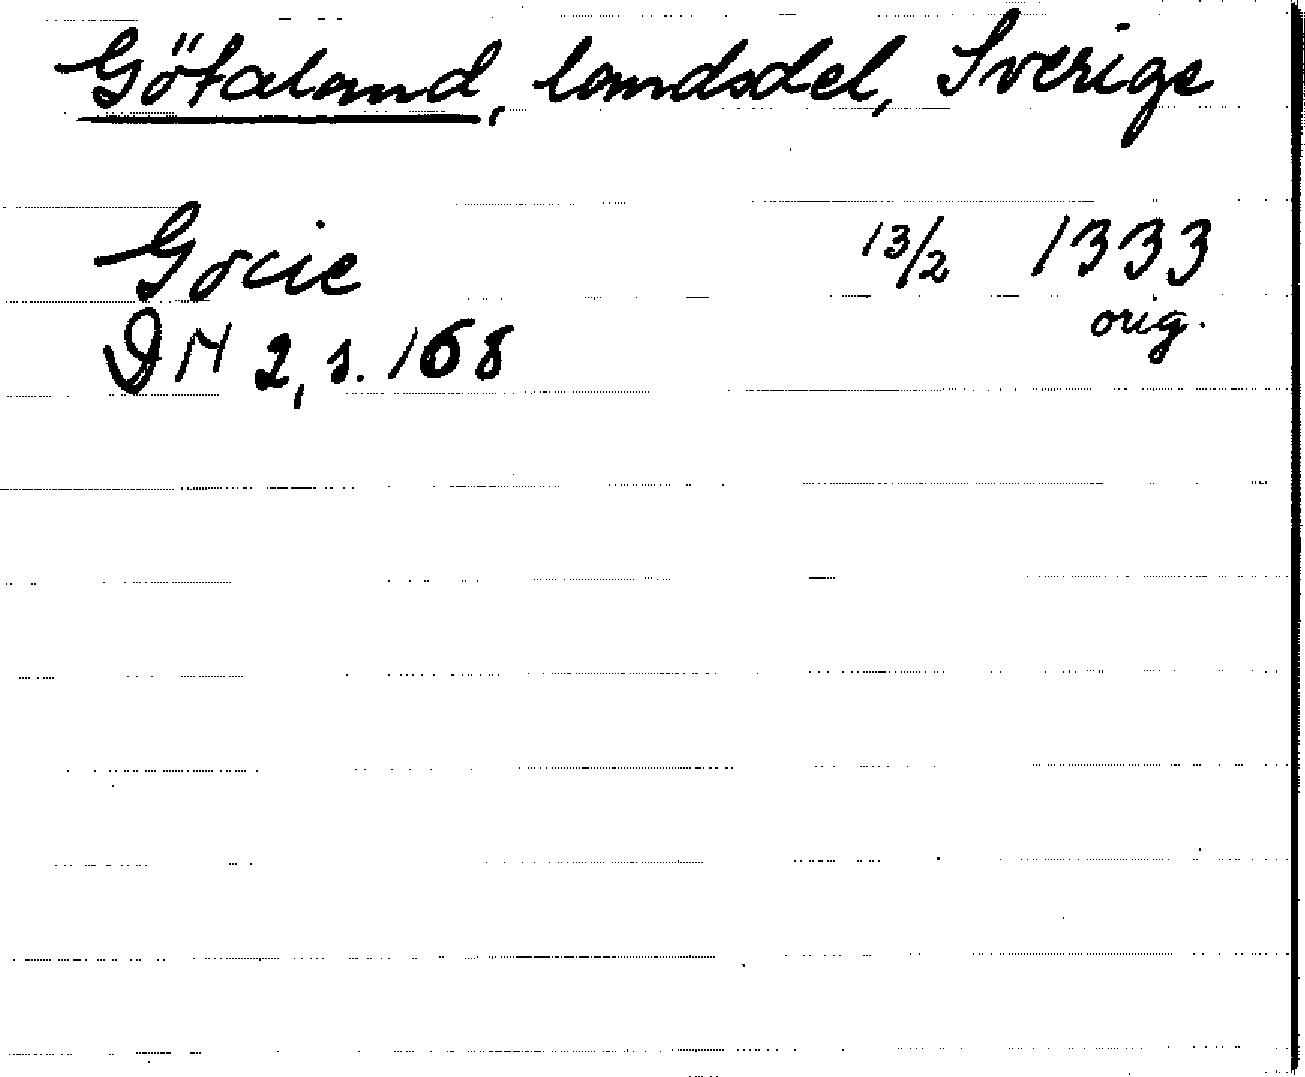 Götaland, landsdel, Sverige
Gocie 13/2 1333
orig.
DN 2, s. 168